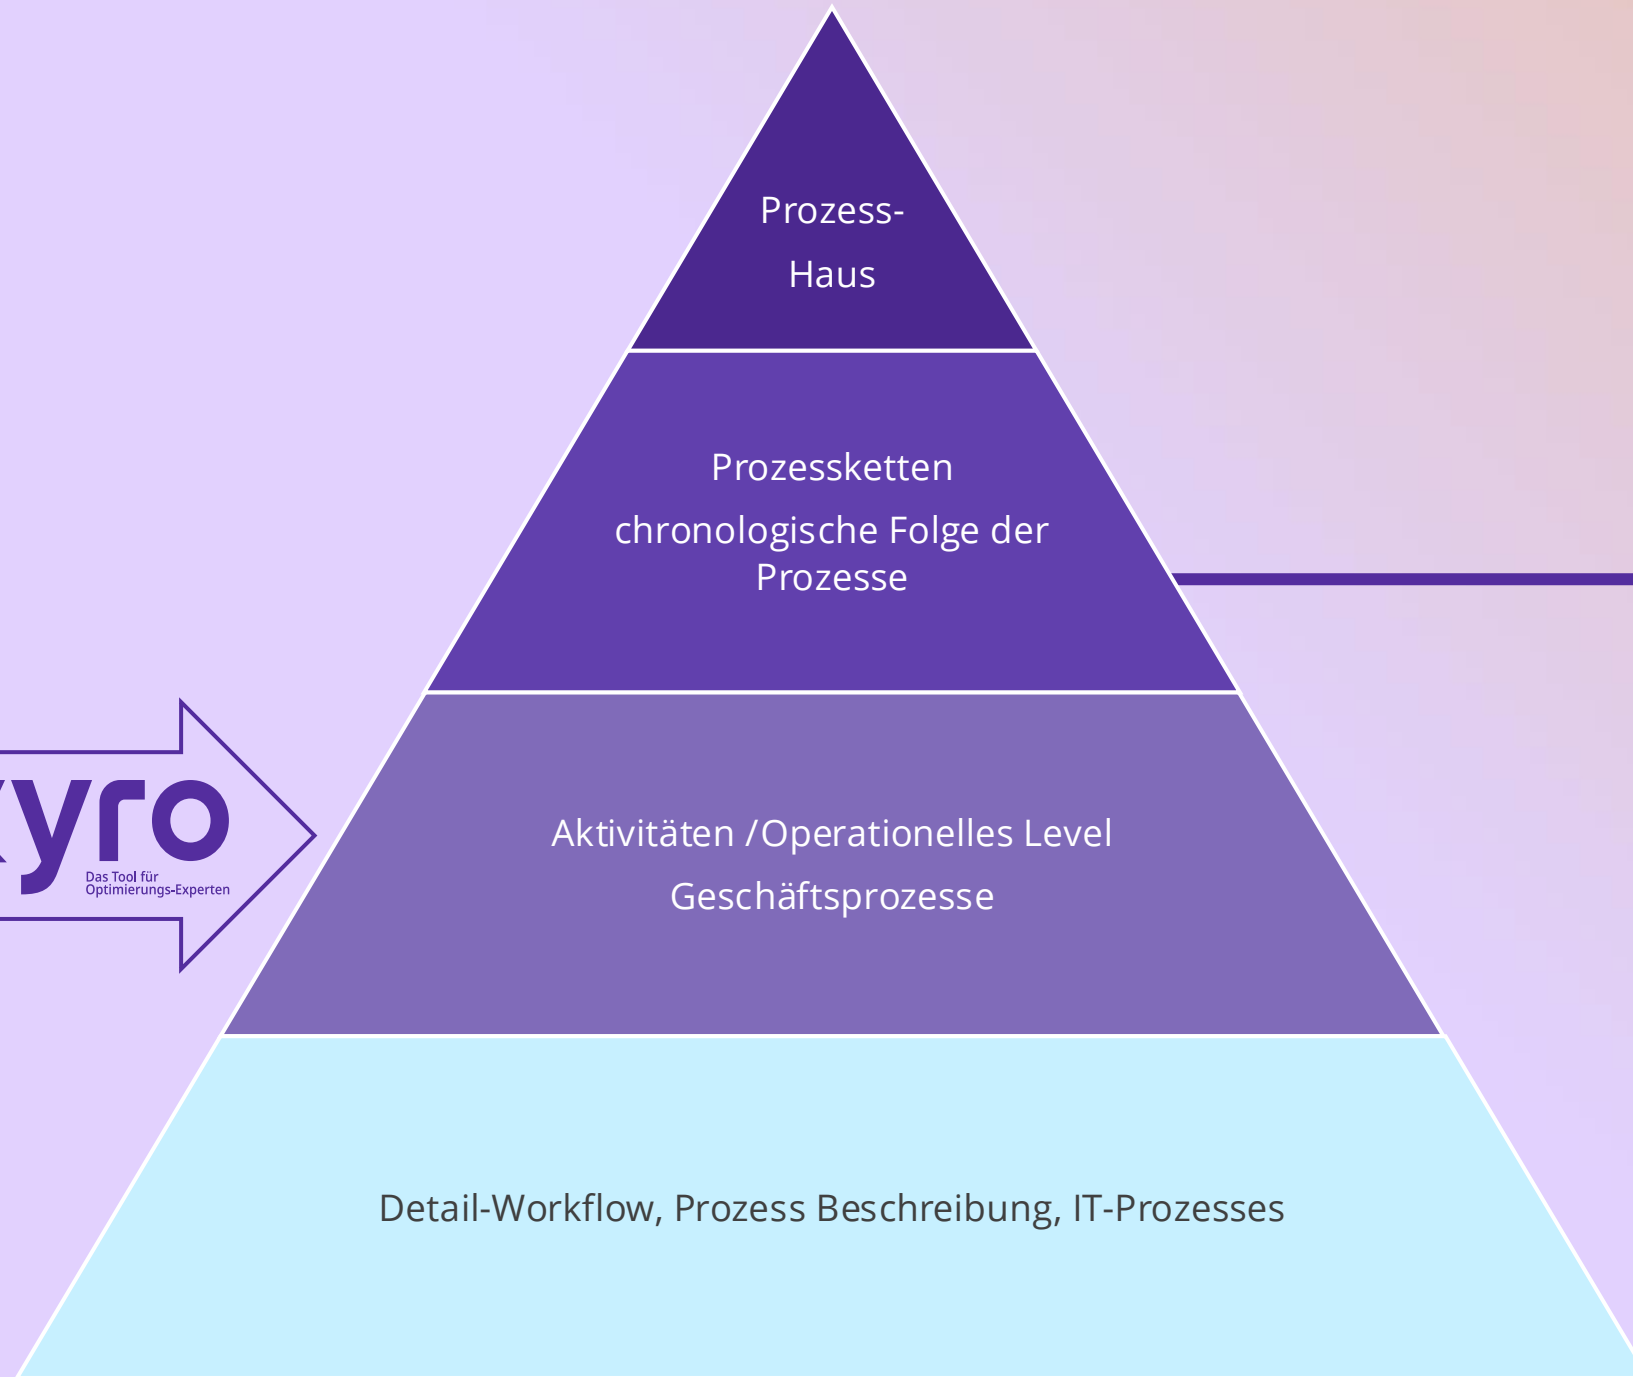 Prozess-
Haus
Prozessketten
chronologische Folge der
Prozesse
yro
Das Tool für
Optimierungs-Experten
Aktivitäten /Operationelles Level
Geschäftsprozesse
Detail-Workflow, Prozess Beschreibung, IT-Prozesses